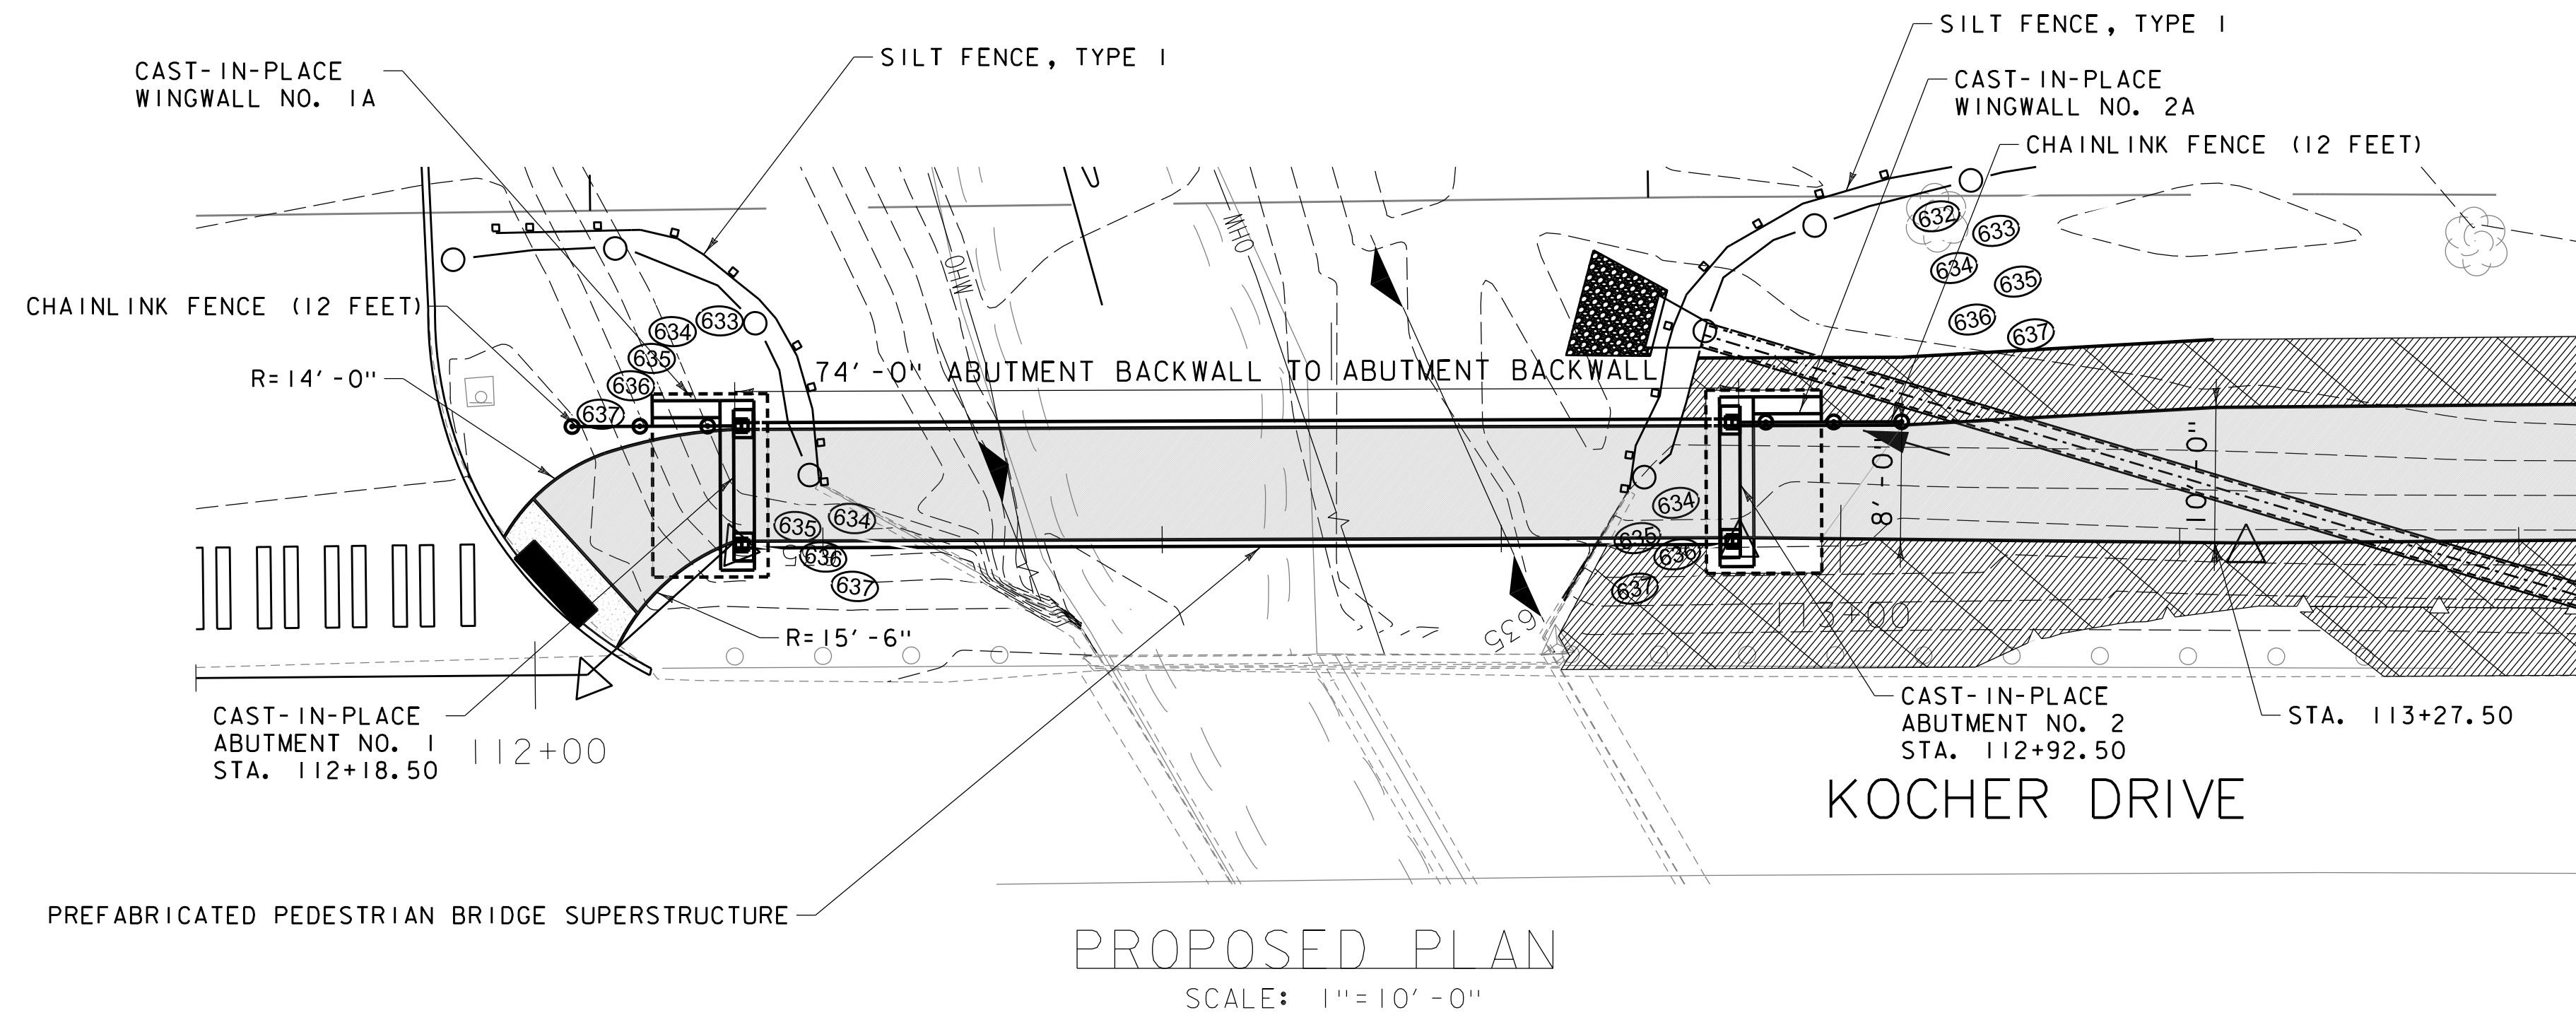 SILT FENCE, TYPE 1
SILT FENCE, TYPE 1
CAST-IN-PLACE
WINGWALL NO. 1A
CAST-IN-PLACE
WINGWALL NO. 2A
CHAINLINK FENCE (12 FEET)
OHW
OHW
632
633
634
635
636
637
CHAINLINK FENCE (12 FEET)
633
634
635
636
637
R=14'-0"
74'-0" ABUTMENT BACKWALL TO ABUTMENT BACKWALL
8'-0"
10'-0"
634
635
636
637
634
635
636
637
635
113+00
R=15'-6"
CAST-IN-PLACE
ABUTMENT NO. 1
STA. 112+18.50
112+00
CAST-IN-PLACE
ABUTMENT NO. 2
STA. 112+92.50
STA. 113+27.50
KOCHER DRIVE
PREFABRICATED PEDESTRIAN BRIDGE SUPERSTRUCTURE
PROPOSED PLAN
SCALE: 1"=10'-0"